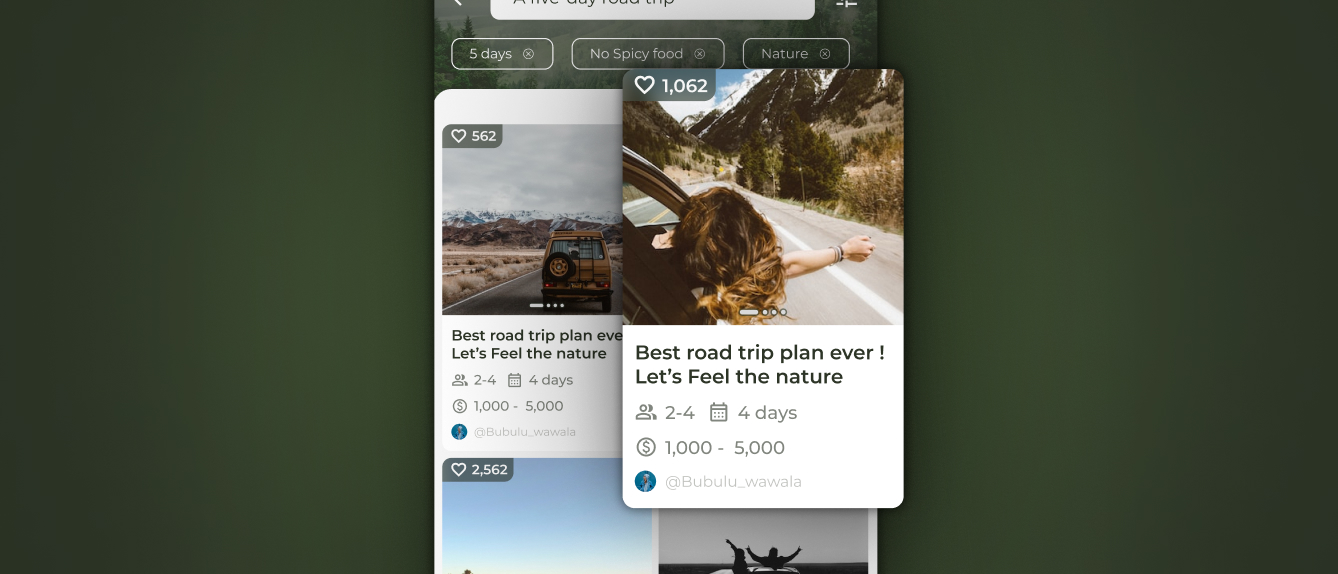 A five-day road trip
5 days
No Spicy food
Nature
562
Best road trip plan eve
Let's Feel the nature
2-4 4 days
1,000 - 5,000
@Bubulu_wawala
1,062
Best road trip plan ever !
Let's Feel the nature
2-4 4 days
1,000 - 5,000
@Bubulu_wawala
2,562